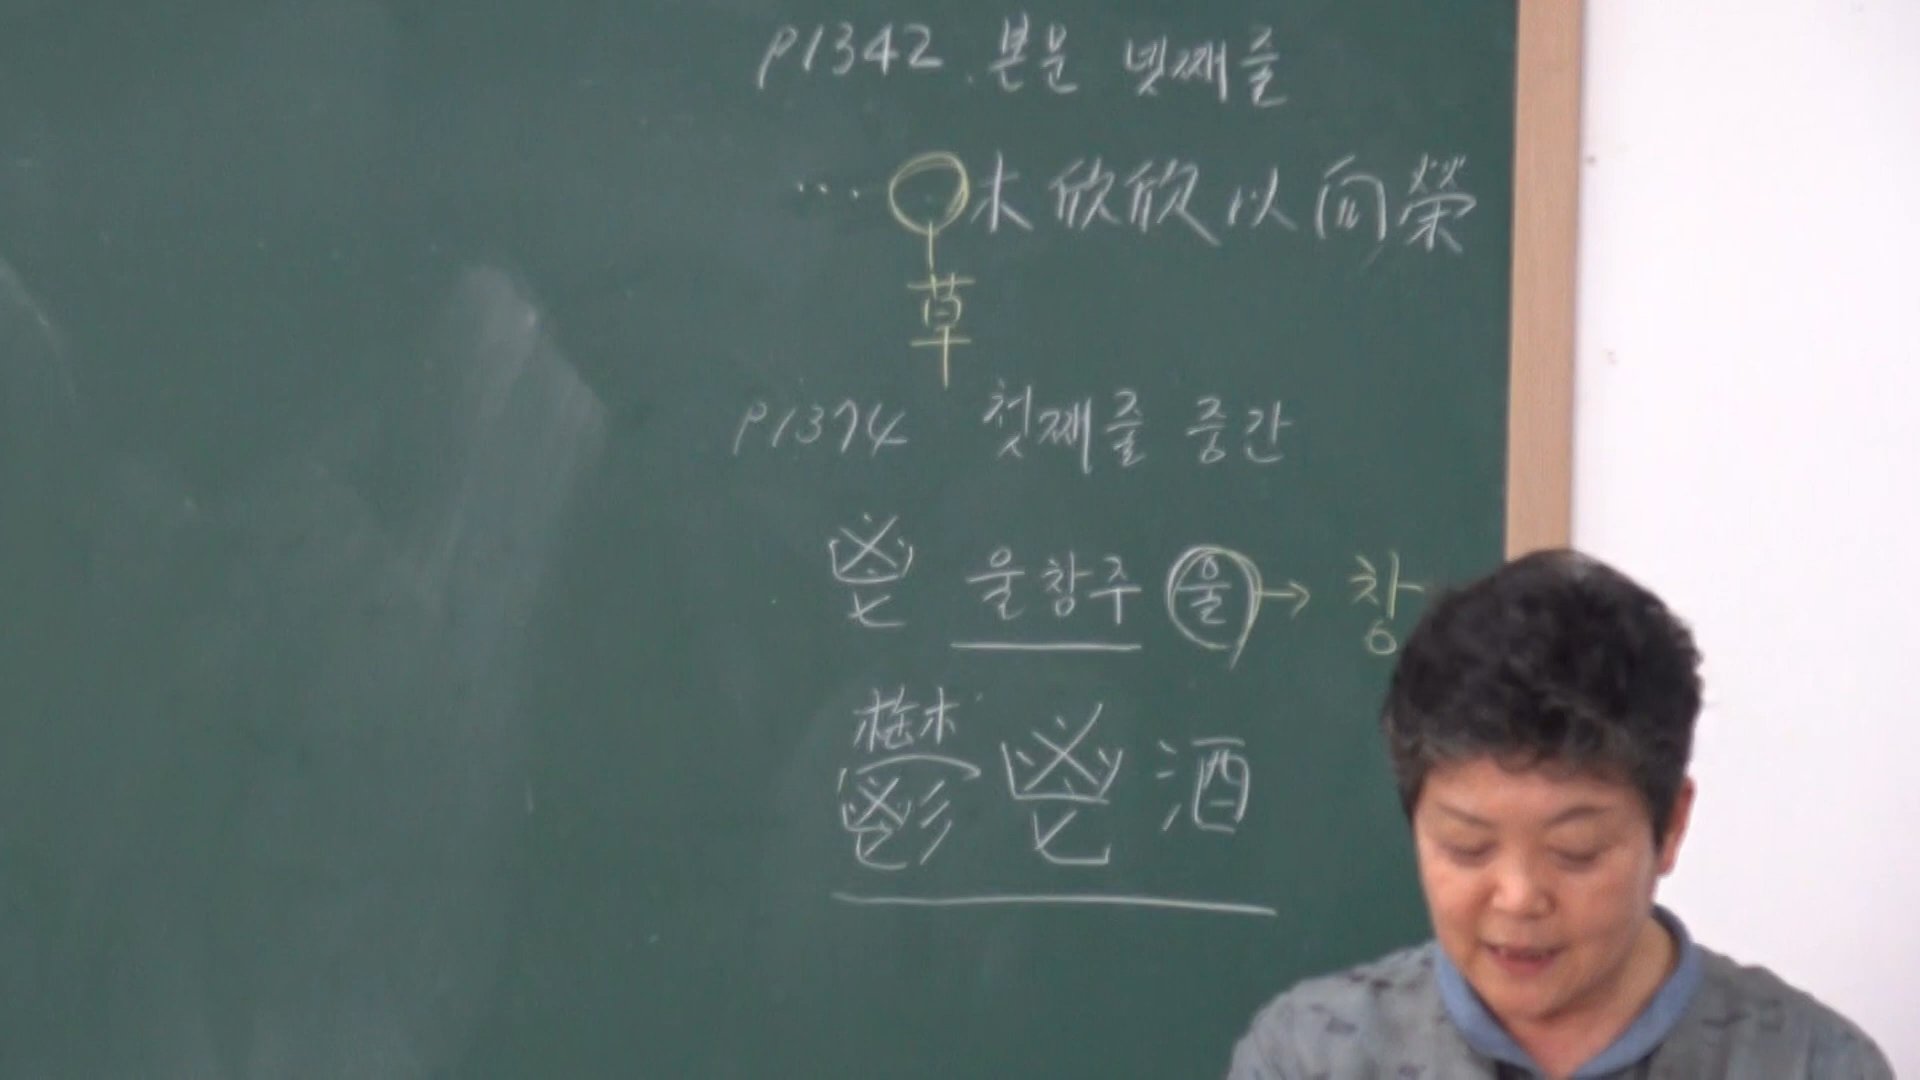 P1342. 본문 넷째줄
… ○木欣欣以向榮
草
P1374 첫째줄 중간
鬯 울창주 울 → 창
鬱鬯酒